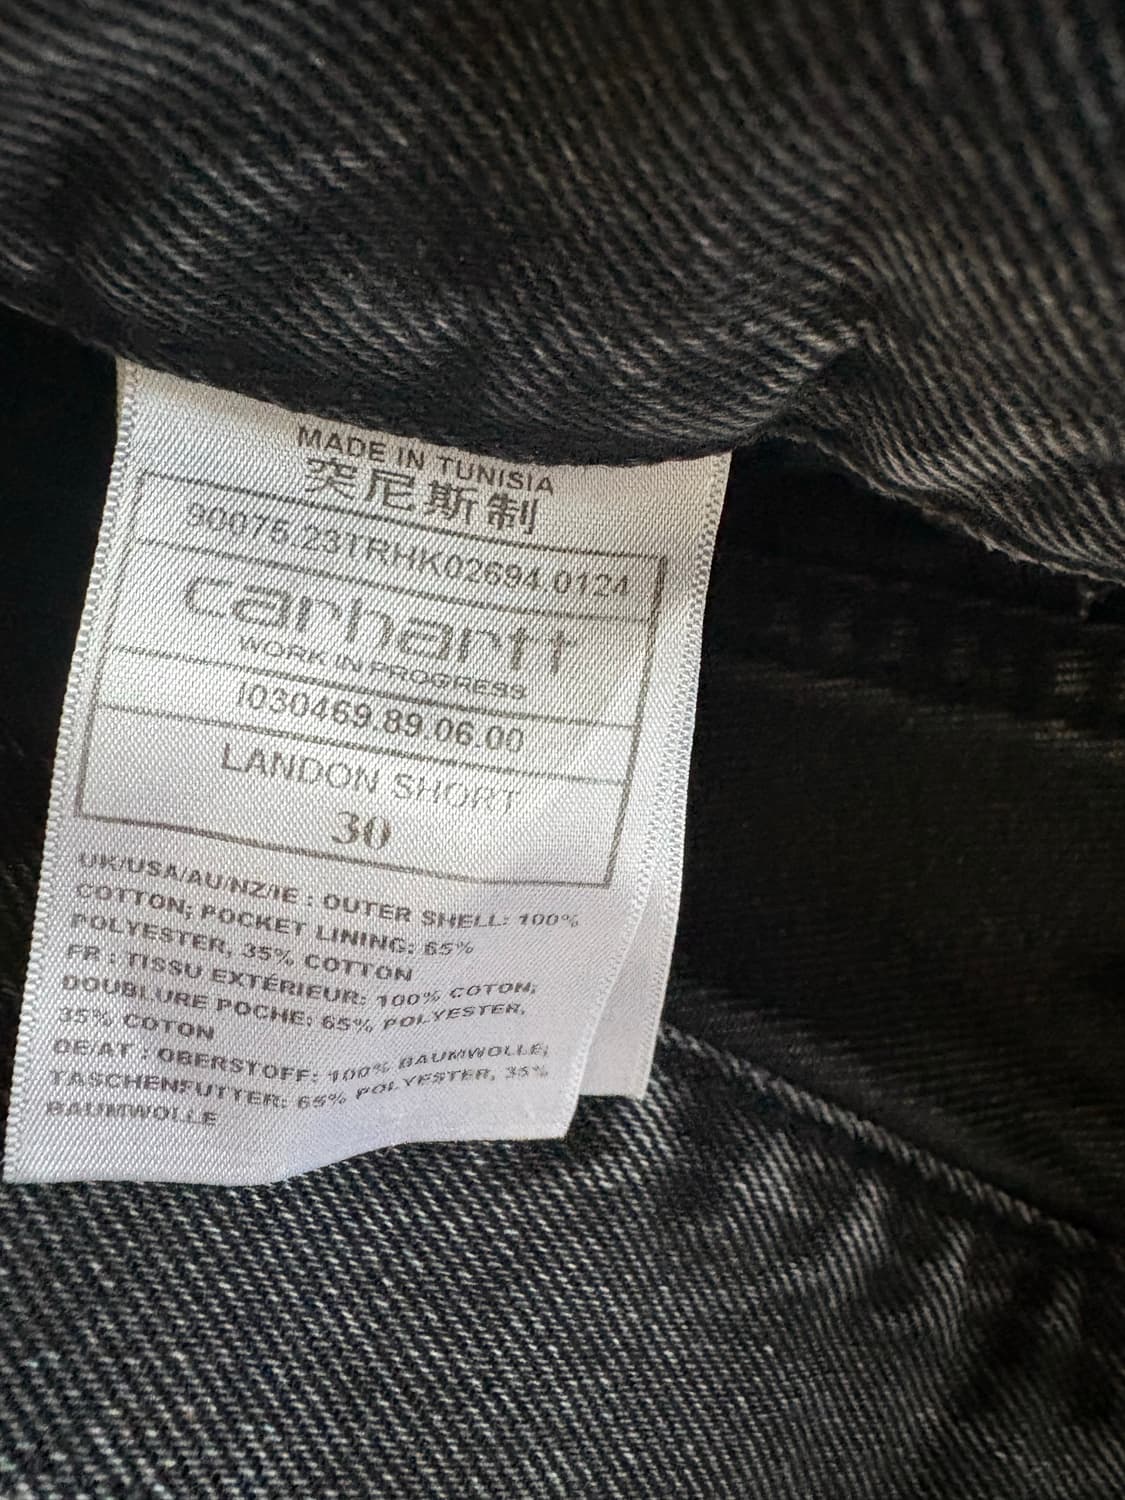 MADE IN TUNISIA
突尼斯制
90075.23TRHK02694.0124
carhartt
WORK IN PROGRESS
I030469.89.06.00
LANDON SHORT
30
UK/USA/AU/NZ/IE : OUTER SHELL: 100%
COTTON; POCKET LINING: 65%
POLYESTER, 35% COTTON
FR : TISSU EXTÉRIEUR: 100% COTON;
DOUBLURE POCHE: 65% POLYESTER,
35% COTON
DE/AT : OBERSTOFF: 100% BAUMWOLLE;
TASCHENFUTTER: 65% POLYESTER, 35%
BAUMWOLLE